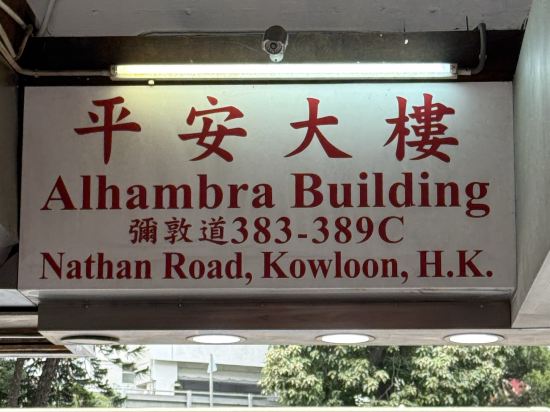 平安大樓
Alhambra Building
彌敦道383-389C
Nathan Road, Kowloon, H.K.